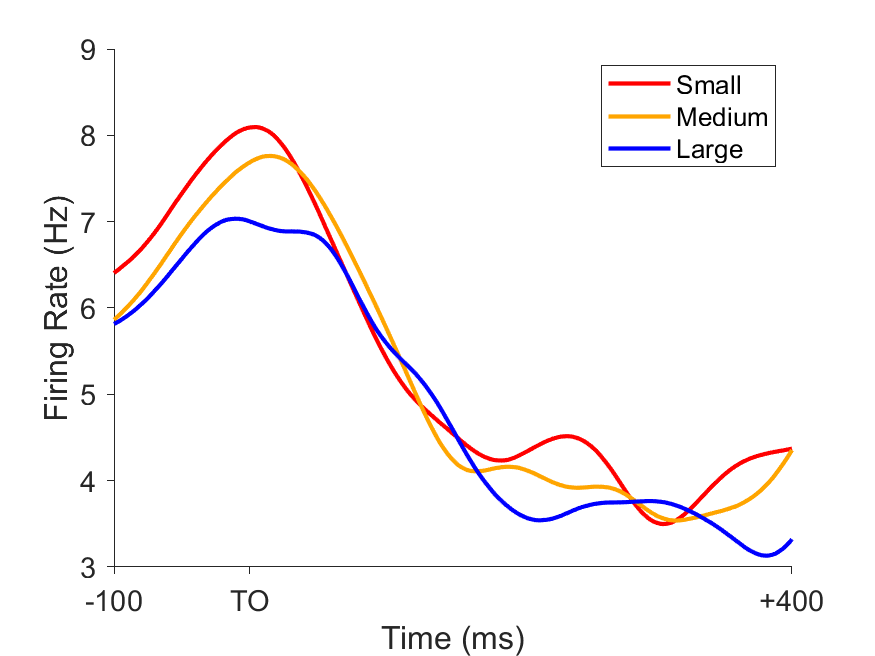 9
8
7
6
5
4
3
Firing Rate (Hz)
Small
Medium
Large
-100 TO +400
Time (ms)